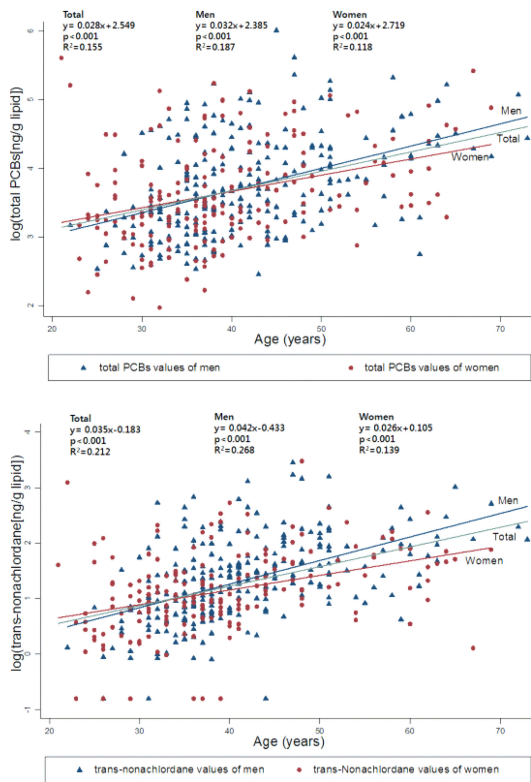 Total Men Women
y= 0.028x+2.549 y= 0.032x+2.385 y= 0.024x+2.719
p<0.001 p<0.001 p<0.001
R²=0.155 R²=0.187 R²=0.118
log(total PCBs[ng/g lipid])
6
5
4
3
2
Men
Total
Women
20 30 40 50 60 70
Age (years)
total PCBs values of men total PCBs values of women
Total Men Women
y= 0.035x-0.183 y= 0.042x-0.433 y= 0.026x+0.105
p<0.001 p<0.001 p<0.001
R²=0.212 R²=0.268 R²=0.139
log(trans-nonachlordane[ng/g lipid])
4
3
2
1
0
-1
Men
Total
Women
20 30 40 50 60 70
Age (years)
trans-nonachlordane values of men trans-Nonachlordane values of women